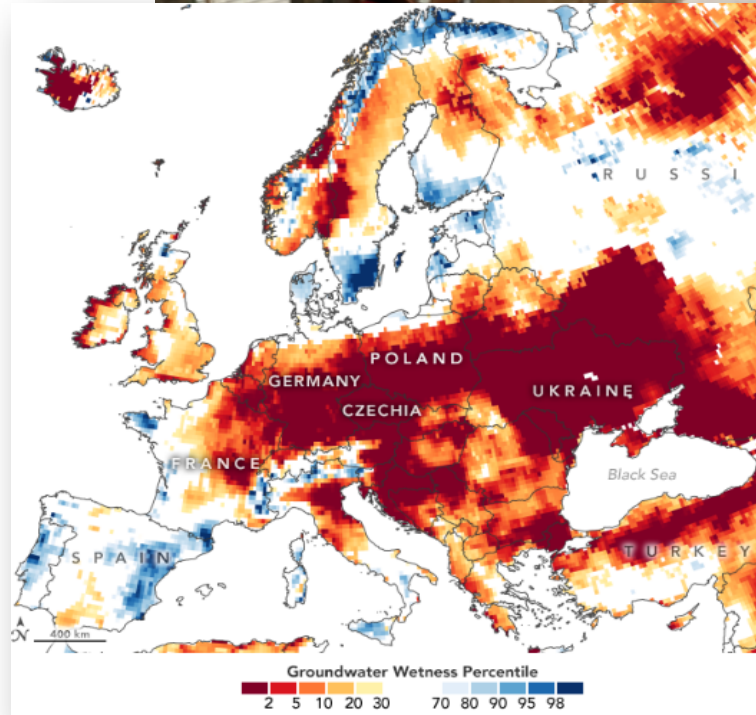 RUSSI
POLAND
GERMANY
UKRAINE
CZECHIA
FRANCE
Black Sea
SPAIN
TURKEY
N
400 km
Groundwater Wetness Percentile
2 5 10 20 30 70 80 90 95 98